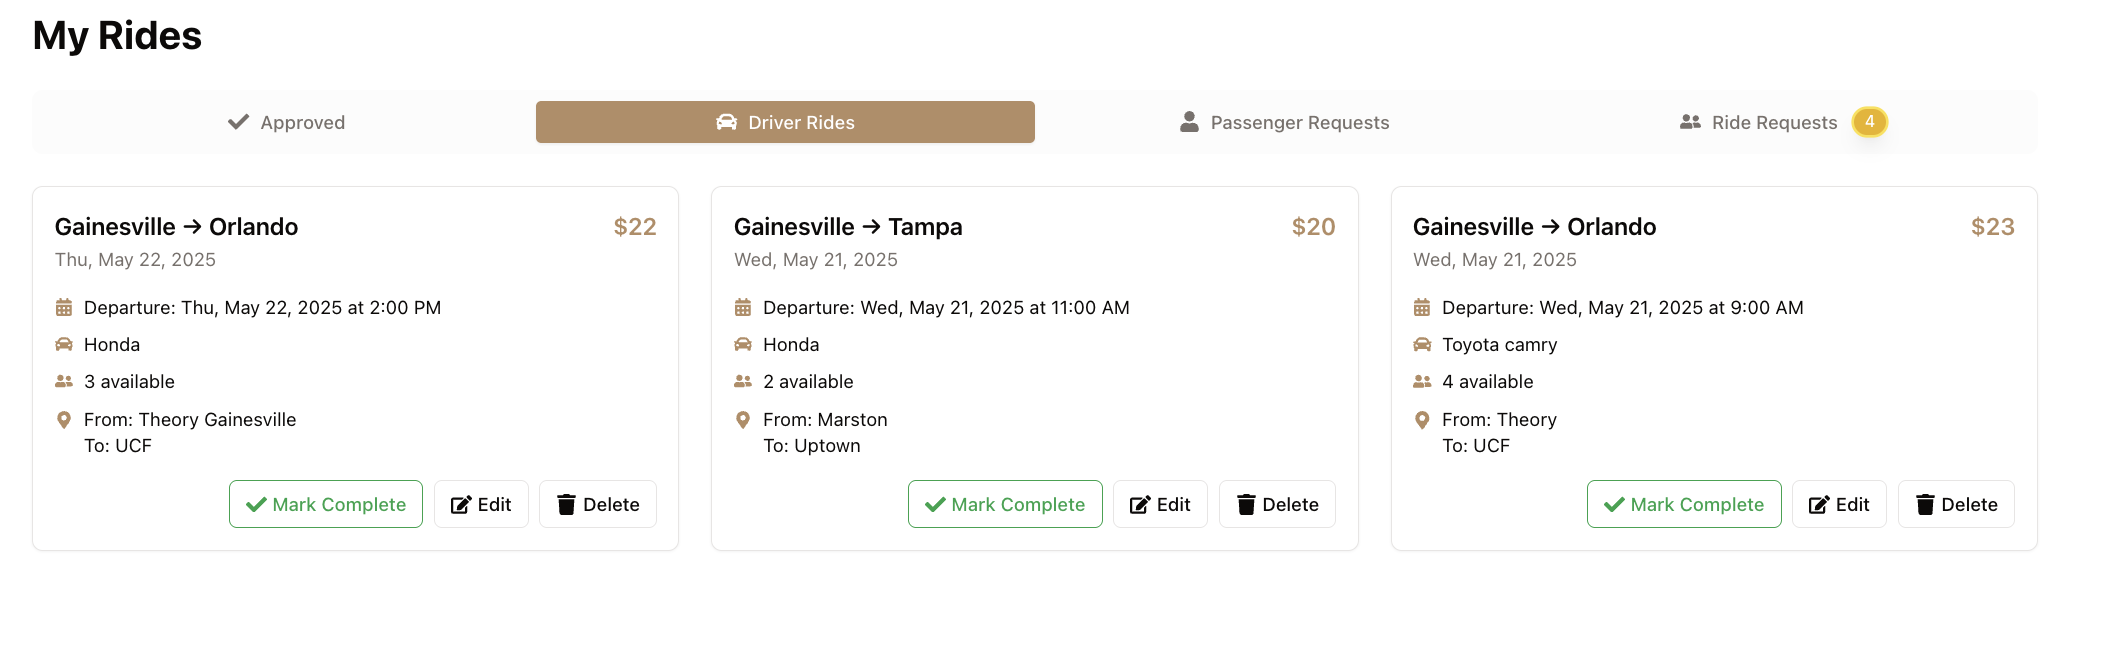 My Rides
Approved
Driver Rides
Passenger Requests
Ride Requests 4
Gainesville → Orlando $22
Thu, May 22, 2025
Departure: Thu, May 22, 2025 at 2:00 PM
Honda
3 available
From: Theory Gainesville
To: UCF
Mark Complete Edit Delete
Gainesville → Tampa $20
Wed, May 21, 2025
Departure: Wed, May 21, 2025 at 11:00 AM
Honda
2 available
From: Marston
To: Uptown
Mark Complete Edit Delete
Gainesville → Orlando $23
Wed, May 21, 2025
Departure: Wed, May 21, 2025 at 9:00 AM
Toyota camry
4 available
From: Theory
To: UCF
Mark Complete Edit Delete